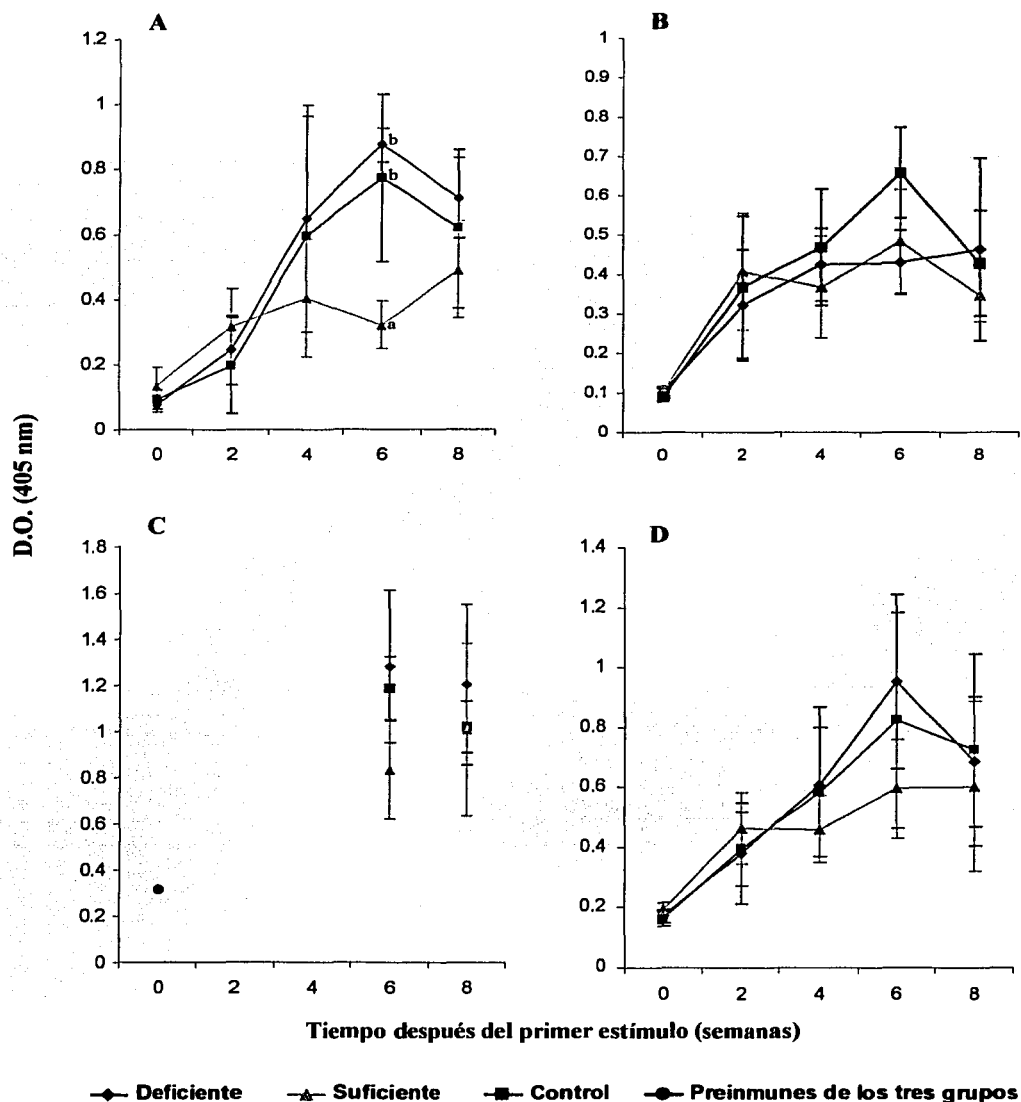 A
1.2
1
0.8
0.6
0.4
0.2
0
0 2 4 6 8
b
b
a
B
1
0.9
0.8
0.7
0.6
0.5
0.4
0.3
0.2
0.1
0
0 2 4 6 8
D.O. (405 nm)
C
1.8
1.6
1.4
1.2
1
0.8
0.6
0.4
0.2
0
0 2 4 6 8
D
1.4
1.2
1
0.8
0.6
0.4
0.2
0
0 2 4 6 8
Tiempo después del primer estímulo (semanas)
Deficiente Suficiente Control Preinmunes de los tres grupos